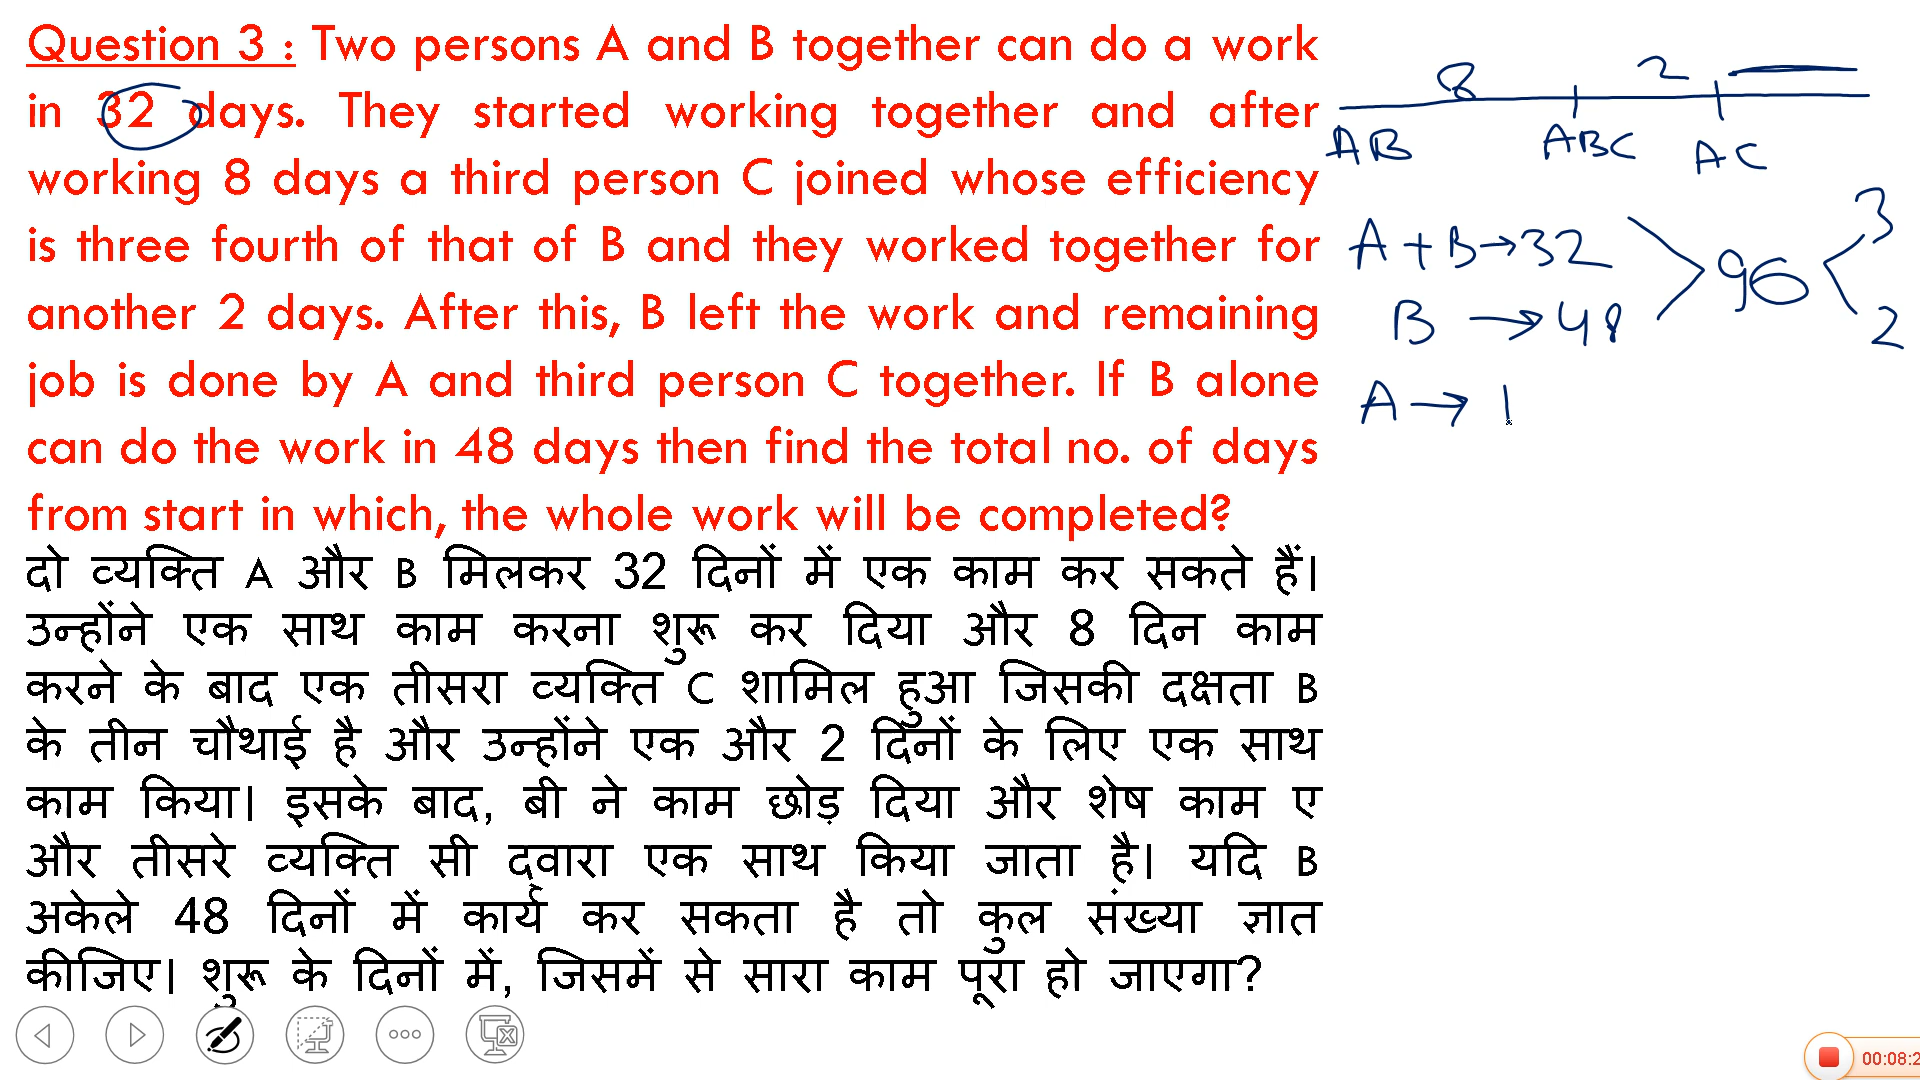 Question 3 : Two persons A and B together can do a work
in 32 days. They started working together and after
working 8 days a third person C joined whose efficiency
is three fourth of that of B and they worked together for
another 2 days. After this, B left the work and remaining
job is done by A and third person C together. If B alone
can do the work in 48 days then find the total no. of days
from start in which, the whole work will be completed?
दो व्यक्ति A और B मिलकर 32 दिनों में एक काम कर सकते हैं।
उन्होंने एक साथ काम करना शुरू कर दिया और 8 दिन काम
करने के बाद एक तीसरा व्यक्ति C शामिल हुआ जिसकी दक्षता B
के तीन चौथाई है और उन्होंने एक और 2 दिनों के लिए एक साथ
काम किया। इसके बाद, बी ने काम छोड़ दिया और शेष काम ए
और तीसरे व्यक्ति सी द्वारा एक साथ किया जाता है। यदि B
अकेले 48 दिनों में कार्य कर सकता है तो कुल संख्या ज्ञात
कीजिए। शुरू के दिनों में, जिसमें से सारा काम पूरा हो जाएगा?
8 2
AB ABC AC
A + B → 32 96 3
B → 48 2
A → 1
00:08:2